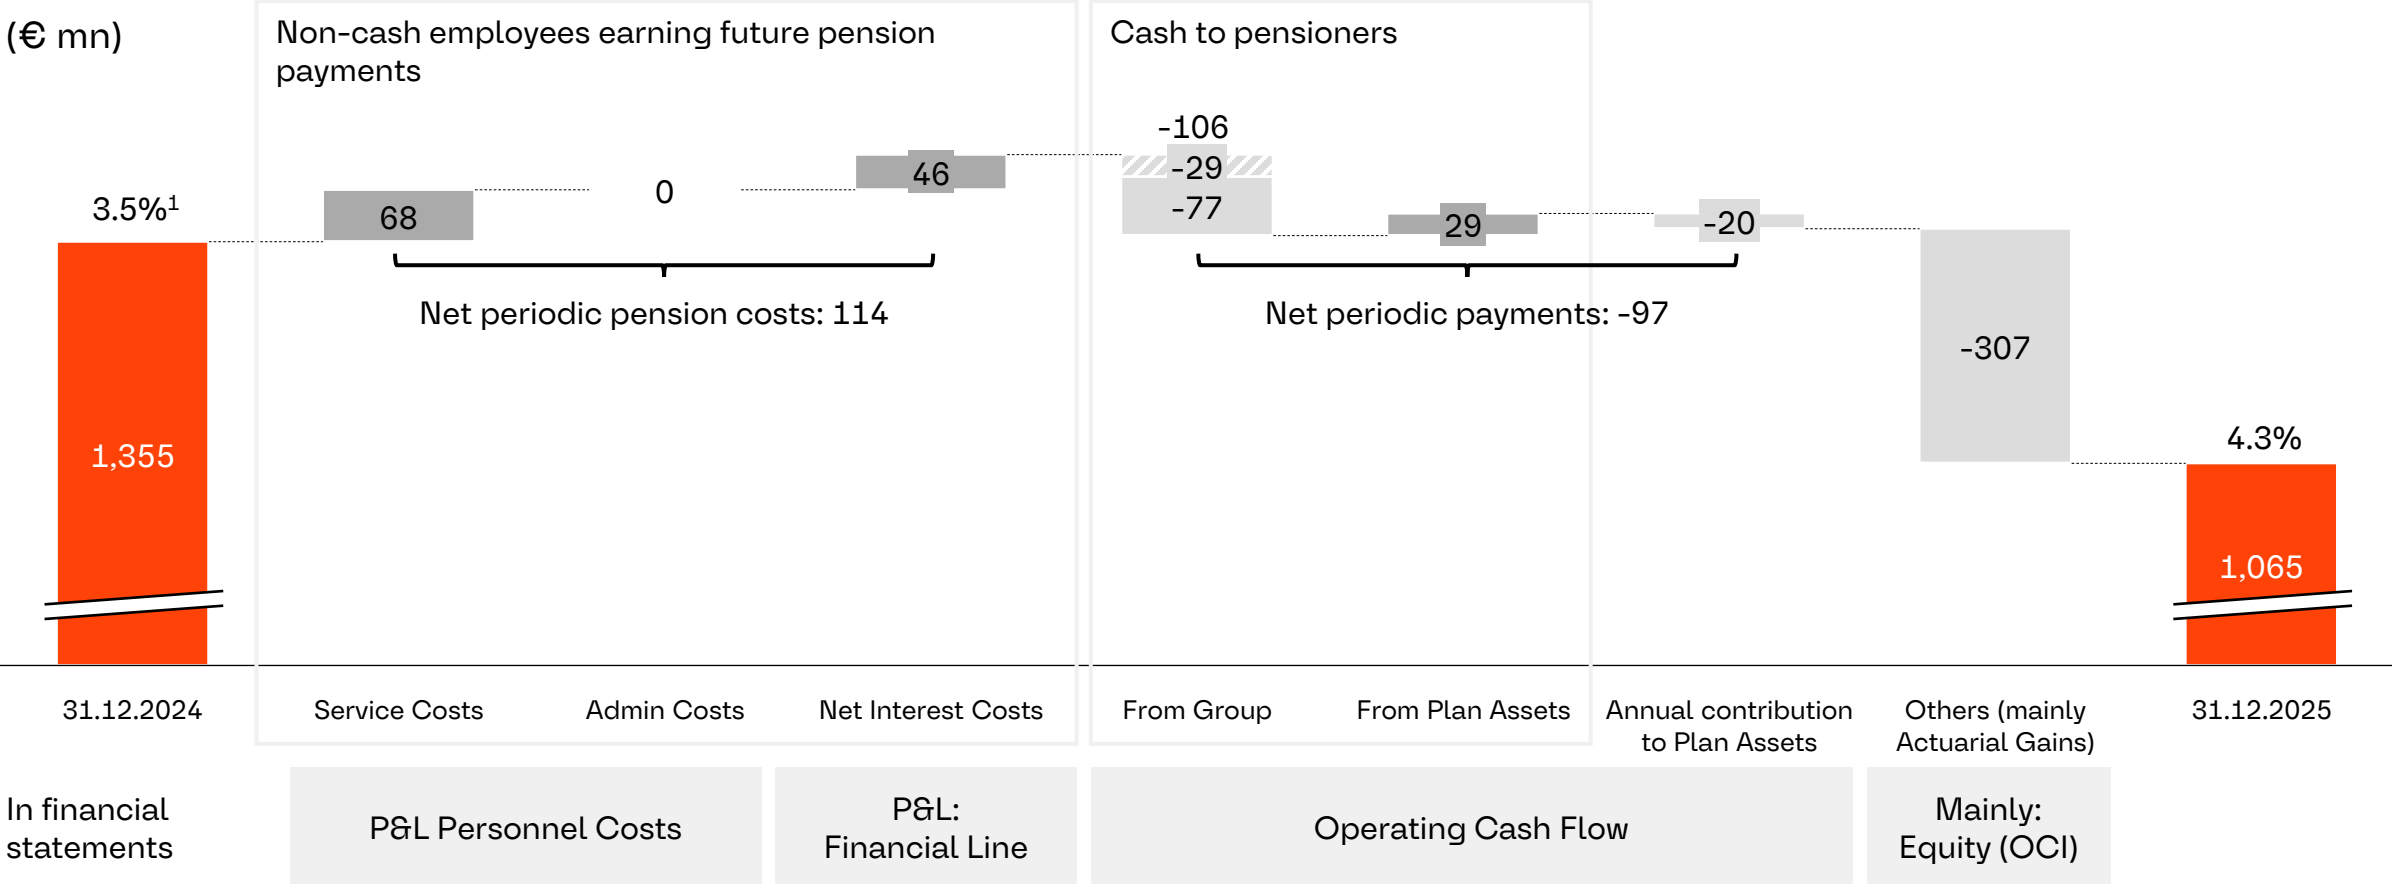 (€ mn)
Non-cash employees earning future pension
payments
Cash to pensioners
3.5%¹
1,355
68
0
46
Net periodic pension costs: 114
-106
-29
-77
29
-20
Net periodic payments: -97
-307
4.3%
1,065
31.12.2024
Service Costs
Admin Costs
Net Interest Costs
From Group
From Plan Assets
Annual contribution
to Plan Assets
Others (mainly
Actuarial Gains)
31.12.2025
In financial
statements
P&L Personnel Costs
P&L:
Financial Line
Operating Cash Flow
Mainly:
Equity (OCI)